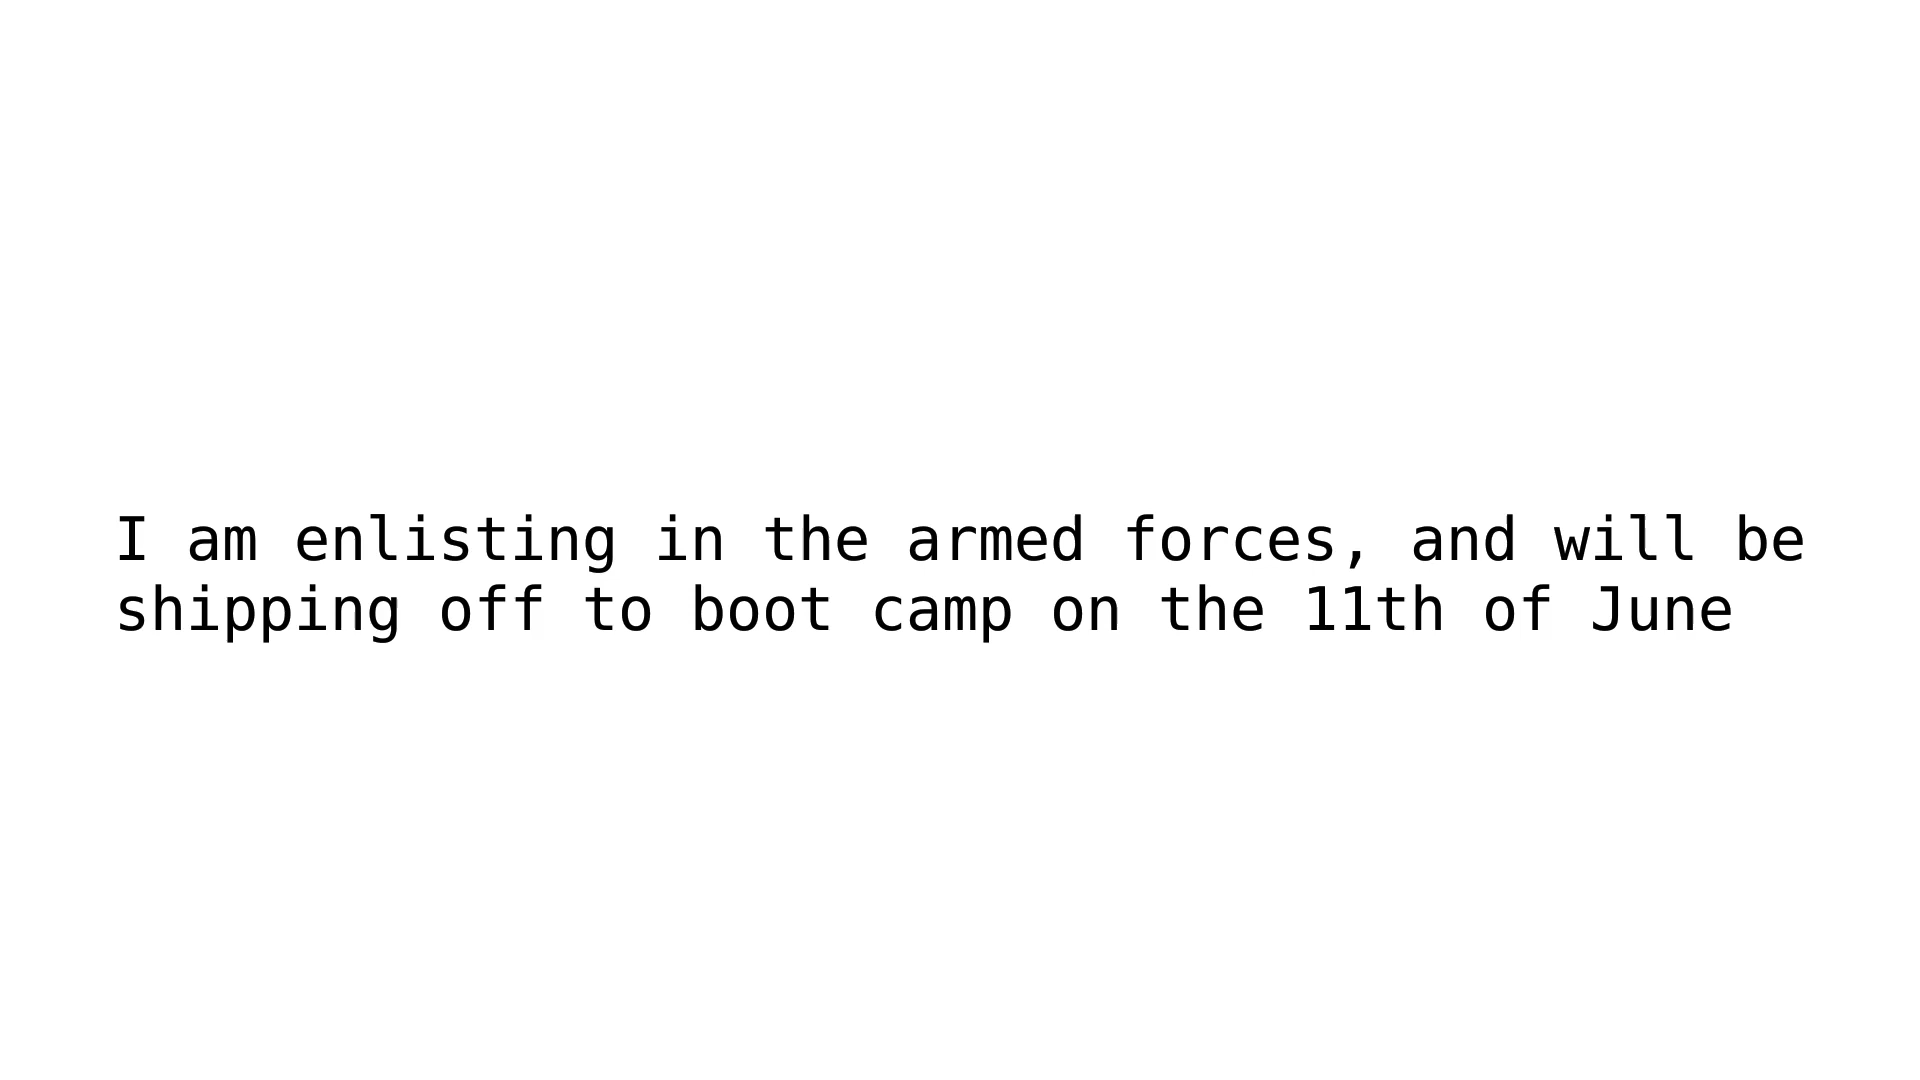 I am enlisting in the armed forces, and will be
shipping off to boot camp on the 11th of June